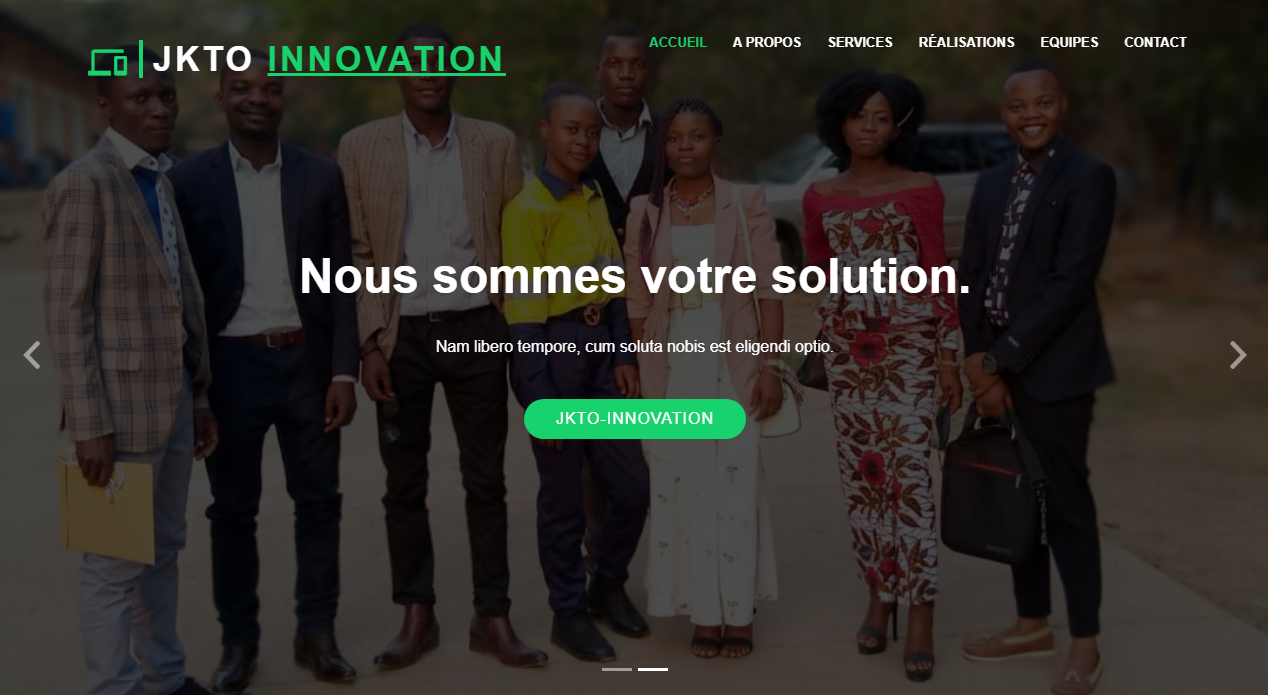 JKTO INNOVATION
ACCUEIL A PROPOS SERVICES RÉALISATIONS EQUIPES CONTACT
Nous sommes votre solution.
Nam libero tempore, cum soluta nobis est eligendi optio.
JKTO-INNOVATION